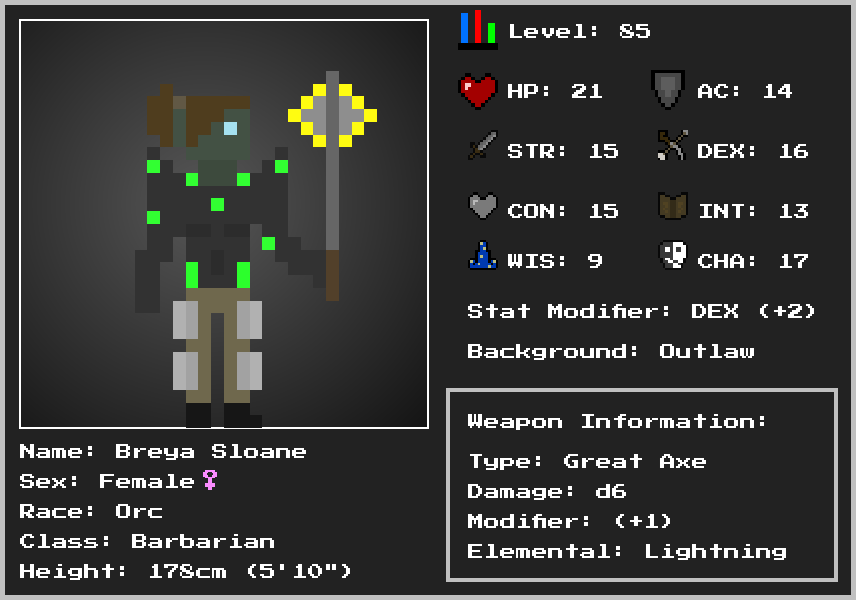 Level: 85
HP: 21 AC: 14
STR: 15 DEX: 16
CON: 15 INT: 13
WIS: 9 CHA: 17
Stat Modifier: DEX (+2)
Background: Outlaw
Weapon Information:
Type: Great Axe
Damage: d6
Modifier: (+1)
Elemental: Lightning
Name: Breya Sloane
Sex: Female♀
Race: Orc
Class: Barbarian
Height: 178cm (5'10")